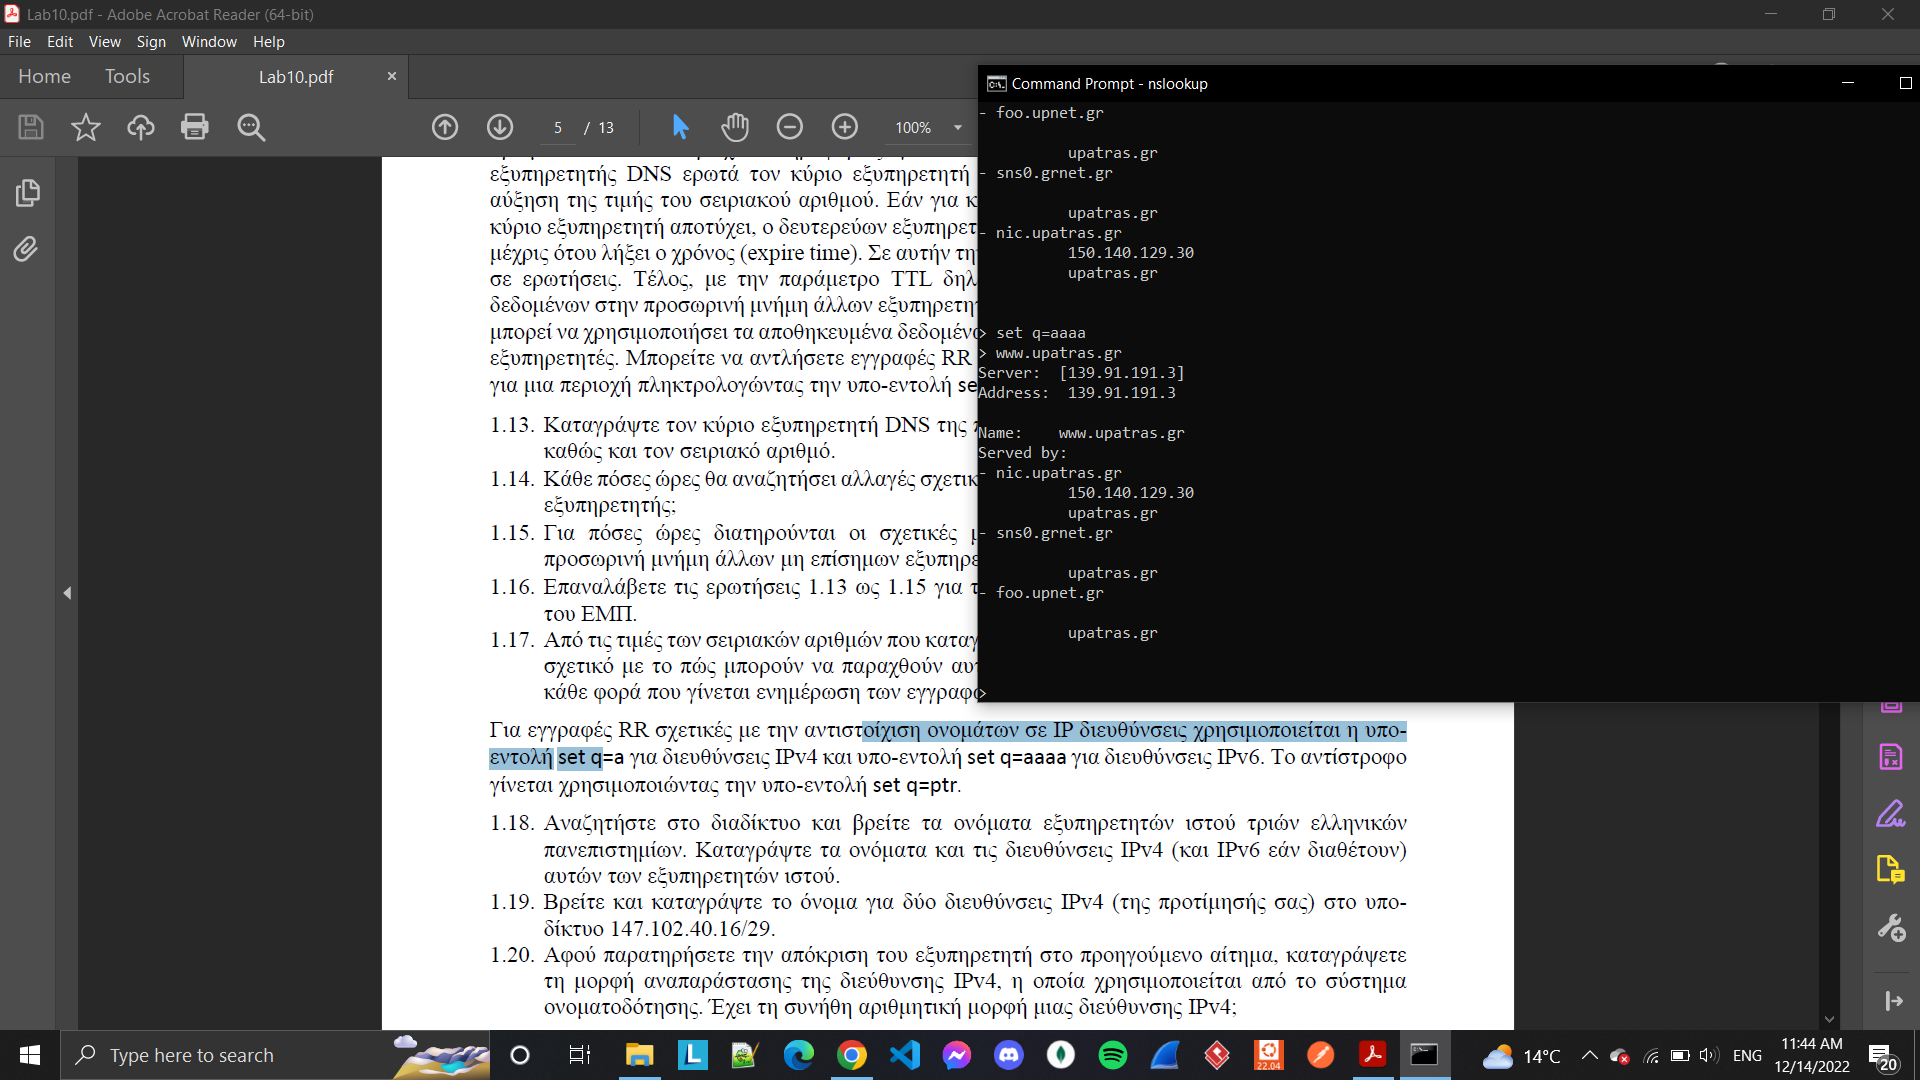 Lab10.pdf - Adobe Acrobat Reader (64-bit)
File Edit View Sign Window Help
Home Tools Lab10.pdf ×
5 / 13 100%
εξυπηρετητής DNS ερωτά τον κύριο εξυπηρετητή
αύξηση της τιμής του σειριακού αριθμού. Εάν για κ
κύριο εξυπηρετητή αποτύχει, ο δευτερεύων εξυπηρετ
μέχρις ότου λήξει ο χρόνος (expire time). Σε αυτήν τη
σε ερωτήσεις. Τέλος, με την παράμετρο TTL δηλ
δεδομένων στην προσωρινή μνήμη άλλων εξυπηρετη
μπορεί να χρησιμοποιήσει τα αποθηκευμένα δεδομένα
εξυπηρετητές. Μπορείτε να αντλήσετε εγγραφές RR
για μια περιοχή πληκτρολογώντας την υπο-εντολή se
1.13. Καταγράψτε τον κύριο εξυπηρετητή DNS της
καθώς και τον σειριακό αριθμό.
1.14. Κάθε πόσες ώρες θα αναζητήσει αλλαγές σχετικ
εξυπηρετητής;
1.15. Για πόσες ώρες διατηρούνται οι σχετικές μ
προσωρινή μνήμη άλλων μη επίσημων εξυπηρε
1.16. Επαναλάβετε τις ερωτήσεις 1.13 ως 1.15 για τ
του ΕΜΠ.
1.17. Από τις τιμές των σειριακών αριθμών που καταγ
σχετικό με το πώς μπορούν να παραχθούν αυ
κάθε φορά που γίνεται ενημέρωση των εγγραφ
Για εγγραφές RR σχετικές με την αντιστοίχιση ονομάτων σε IP διευθύνσεις χρησιμοποιείται η υπο-
εντολή set q=a για διευθύνσεις IPv4 και υπο-εντολή set q=aaaa για διευθύνσεις IPv6. Το αντίστροφο
γίνεται χρησιμοποιώντας την υπο-εντολή set q=ptr.
1.18. Αναζητήστε στο διαδίκτυο και βρείτε τα ονόματα εξυπηρετητών ιστού τριών ελληνικών
πανεπιστημίων. Καταγράψτε τα ονόματα και τις διευθύνσεις IPv4 (και IPv6 εάν διαθέτουν)
αυτών των εξυπηρετητών ιστού.
1.19. Βρείτε και καταγράψτε το όνομα για δύο διευθύνσεις IPv4 (της προτίμησής σας) στο υπο-
δίκτυο 147.102.40.16/29.
1.20. Αφού παρατηρήσετε την απόκριση του εξυπηρετητή στο προηγούμενο αίτημα, καταγράψετε
τη μορφή αναπαράστασης της διεύθυνσης IPv4, η οποία χρησιμοποιείται από το σύστημα
ονοματοδότησης. Έχει τη συνήθη αριθμητική μορφή μιας διεύθυνσης IPv4;
Command Prompt - nslookup
- foo.upnet.gr
upatras.gr
- sns0.grnet.gr
upatras.gr
- nic.upatras.gr
150.140.129.30
upatras.gr
> set q=aaaa
> www.upatras.gr
Server: [139.91.191.3]
Address: 139.91.191.3
Name: www.upatras.gr
Served by:
- nic.upatras.gr
150.140.129.30
upatras.gr
- sns0.grnet.gr
upatras.gr
- foo.upnet.gr
upatras.gr
>
Type here to search
22.04
14°C ENG 11:44 AM
12/14/2022
20